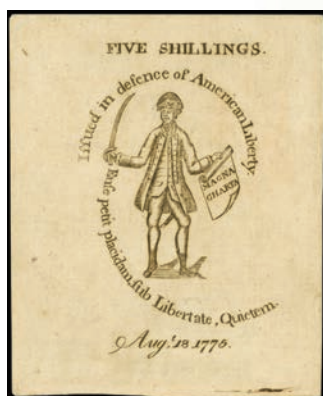 FIVE SHILLINGS.
Iſſued in defence of American Liberty.
MAGNA
CHARTA
Enſe petit placidam, ſub Libertate, Quietem.
Aug.ᵗ 18 1775.